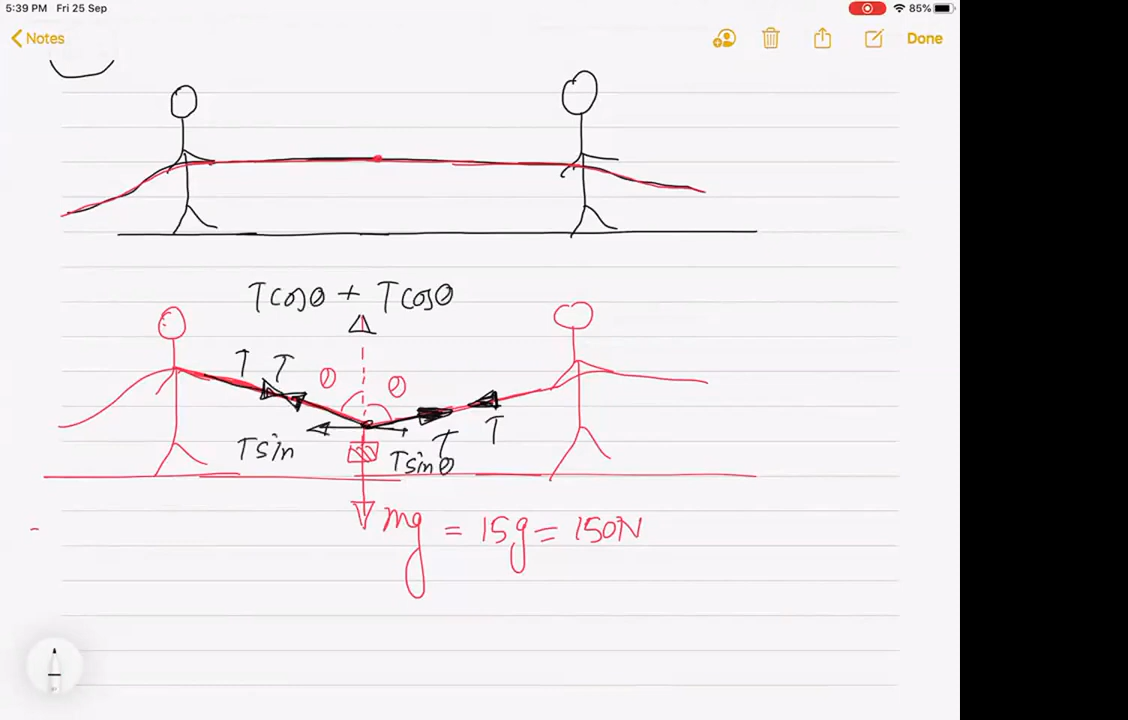 5:39 PM Fri 25 Sep
85%
Notes
Done
Tcosθ + Tcosθ
T T θ θ
Tsin T T
Tsinθ
mg = 15g = 150N